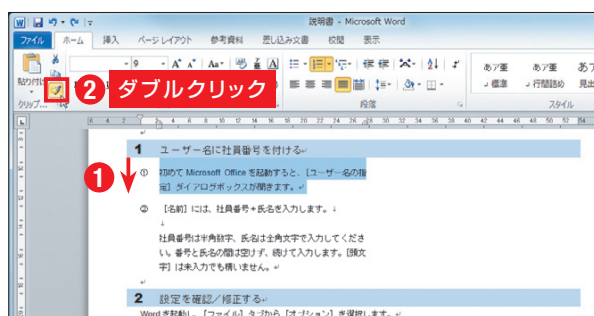 説明書 - Microsoft Word
ファイル ホーム 挿入 ページ レイアウト 参考資料 差し込み文書 校閲 表示
貼り付け
クリップ...
段落
スタイル
あア亜 あア亜
標準 行間詰め 見出
❷ ダブルクリック
❶
1 ユーザー名に社員番号を付ける
① 初めて Microsoft Office を起動すると、[ユーザー名の指
定] ダイアログボックスが開きます。
② [名前] には、社員番号+氏名を入力します。
社員番号は半角数字、氏名は全角文字で入力してくださ
い。番号と氏名の間は空けず、続けて入力します。[頭文
字] は未入力でも構いません。
2 設定を確認/修正する
Word を起動し、[ファイル] タブから [オプション] を選択します。